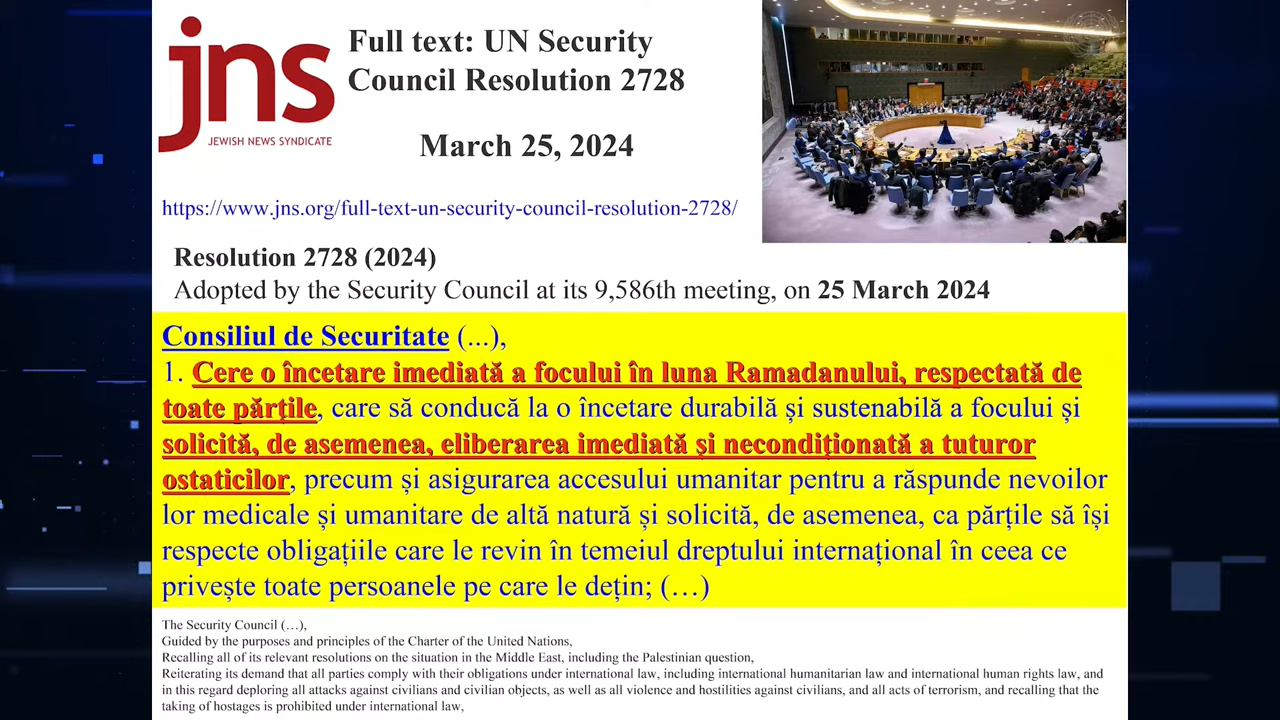 jns
JEWISH NEWS SYNDICATE
Full text: UN Security
Council Resolution 2728
March 25, 2024
https://www.jns.org/full-text-un-security-council-resolution-2728/
Resolution 2728 (2024)
Adopted by the Security Council at its 9,586th meeting, on 25 March 2024
Consiliul de Securitate (...),
1. Cere o încetare imediată a focului în luna Ramadanului, respectată de
toate părțile, care să conducă la o încetare durabilă și sustenabilă a focului și
solicită, de asemenea, eliberarea imediată și necondiționată a tuturor
ostaticilor, precum și asigurarea accesului umanitar pentru a răspunde nevoilor
lor medicale și umanitare de altă natură și solicită, de asemenea, ca părțile să își
respecte obligațiile care le revin în temeiul dreptului internațional în ceea ce
privește toate persoanele pe care le dețin; (…)
The Security Council (…),
Guided by the purposes and principles of the Charter of the United Nations,
Recalling all of its relevant resolutions on the situation in the Middle East, including the Palestinian question,
Reiterating its demand that all parties comply with their obligations under international law, including international humanitarian law and international human rights law, and
in this regard deploring all attacks against civilians and civilian objects, as well as all violence and hostilities against civilians, and all acts of terrorism, and recalling that the
taking of hostages is prohibited under international law,